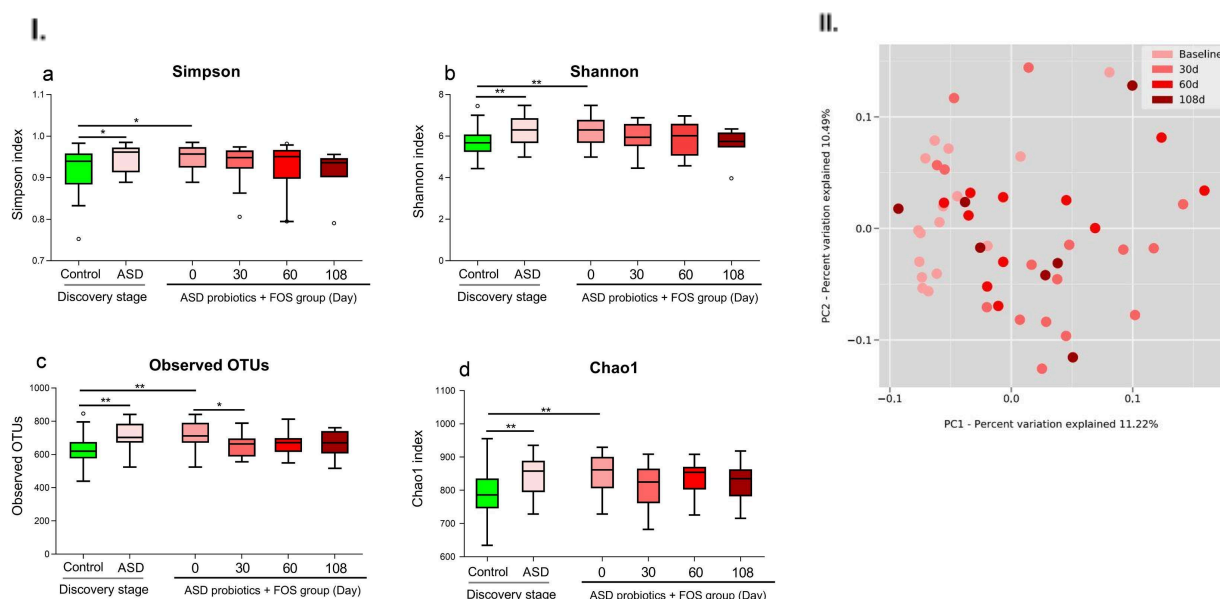 I.
a
Simpson
Simpson index
1.1
1.0
0.9
0.8
0.7
*
*
Control ASD 0 30 60 108
Discovery stage ASD probiotics + FOS group (Day)
b
Shannon
Shannon index
8
6
4
2
0
**
**
Control ASD 0 30 60 108
Discovery stage ASD probiotics + FOS group (Day)
c
Observed OTUs
Observed OTUs
1000
800
600
400
200
0
**
**
*
Control ASD 0 30 60 108
Discovery stage ASD probiotics + FOS group (Day)
d
Chao1
Chao1 index
1000
900
800
700
600
**
**
Control ASD 0 30 60 108
Discovery stage ASD probiotics + FOS group (Day)
II.
Baseline
30d
60d
108d
PC2 - Percent variation explained 10.49%
0.1
0.0
−0.1
−0.1 0.0 0.1
PC1 - Percent variation explained 11.22%